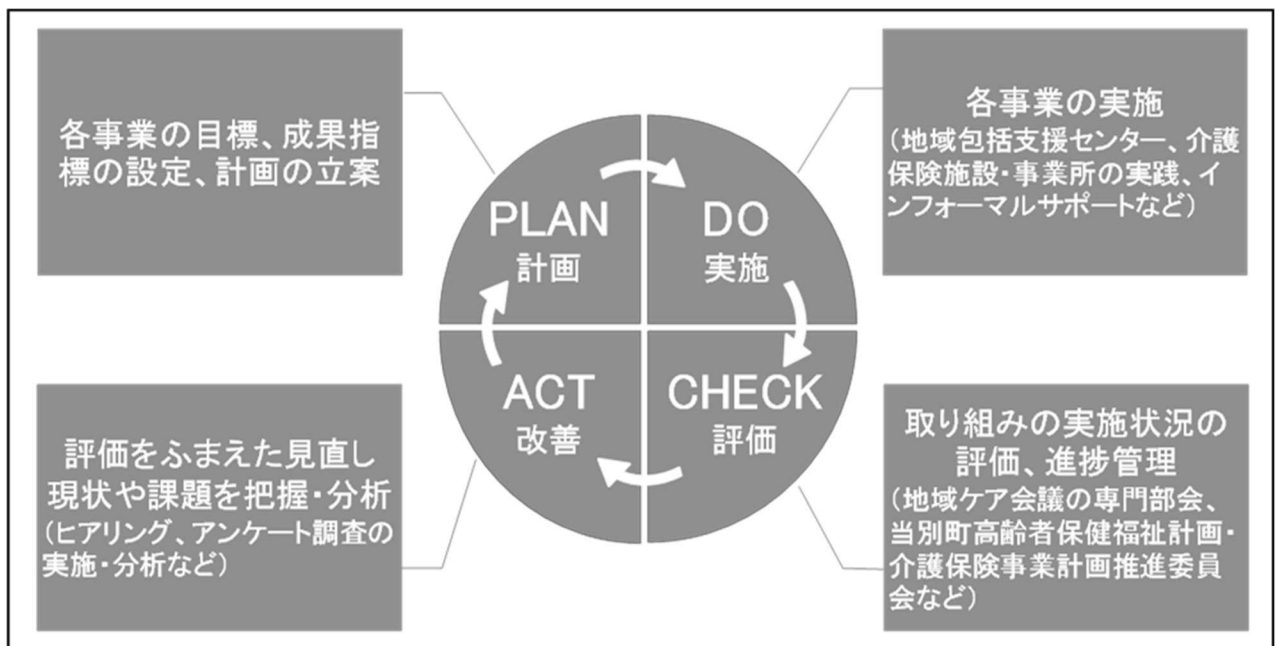 各事業の目標、成果指
標の設定、計画の立案
各事業の実施
(地域包括支援センター、介護
保険施設・事業所の実践、イ
ンフォーマルサポートなど)
PLAN
計画
DO
実施
ACT
改善
CHECK
評価
評価をふまえた見直し
現状や課題を把握・分析
(ヒアリング、アンケート調査の
実施・分析など)
取り組みの実施状況の
評価、進捗管理
(地域ケア会議の専門部会、
当別町高齢者保健福祉計画・
介護保険事業計画推進委員
会など)